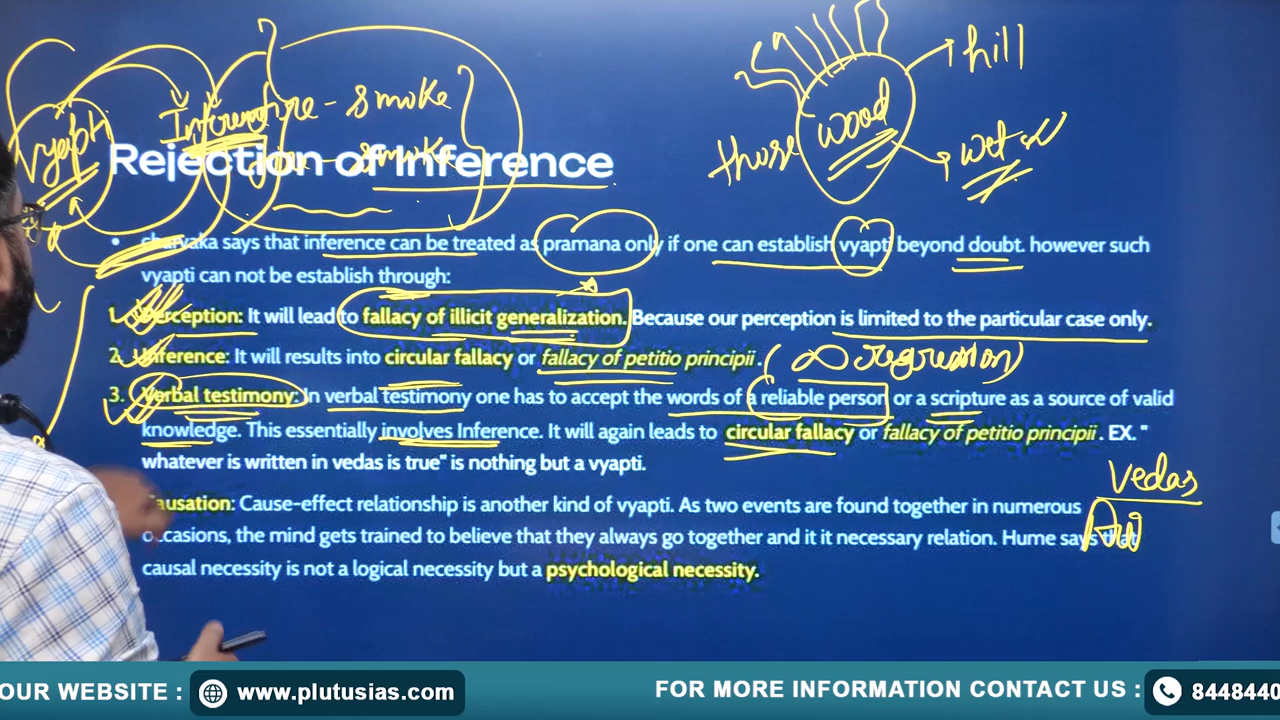 Inference
fire - smoke
smoke
Vyapti
hill
those wood
wet
Rejection of Inference
• charvaka says that inference can be treated as pramana only if one can establish vyapti beyond doubt. however such
vyapti can not be establish through:
1. Perception: It will lead to fallacy of illicit generalization. Because our perception is limited to the particular case only.
2. Inference: It will results into circular fallacy or fallacy of petitio principii. (∞ regression)
3. Verbal testimony: In verbal testimony one has to accept the words of a reliable person or a scripture as a source of valid
knowledge. This essentially involves Inference. It will again leads to circular fallacy or fallacy of petitio principii. EX. "
whatever is written in vedas is true" is nothing but a vyapti.
Vedas
Causation: Cause-effect relationship is another kind of vyapti. As two events are found together in numerous
occasions, the mind gets trained to believe that they always go together and it it necessary relation. Hume says that
causal necessity is not a logical necessity but a psychological necessity.
OUR WEBSITE : www.plutusias.com FOR MORE INFORMATION CONTACT US : 8448440